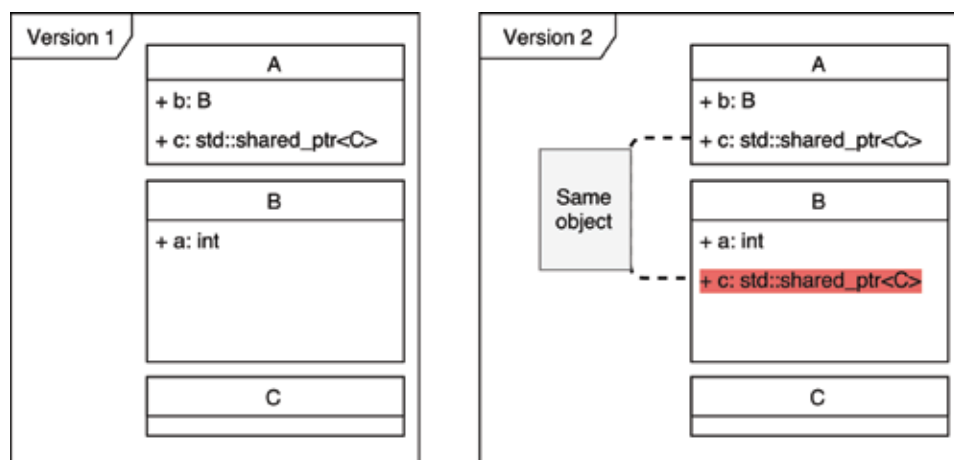 Version 1
A
+ b: B
+ c: std::shared_ptr<C>
B
+ a: int
C
Version 2
A
+ b: B
+ c: std::shared_ptr<C>
Same
object
B
+ a: int
+ c: std::shared_ptr<C>
C